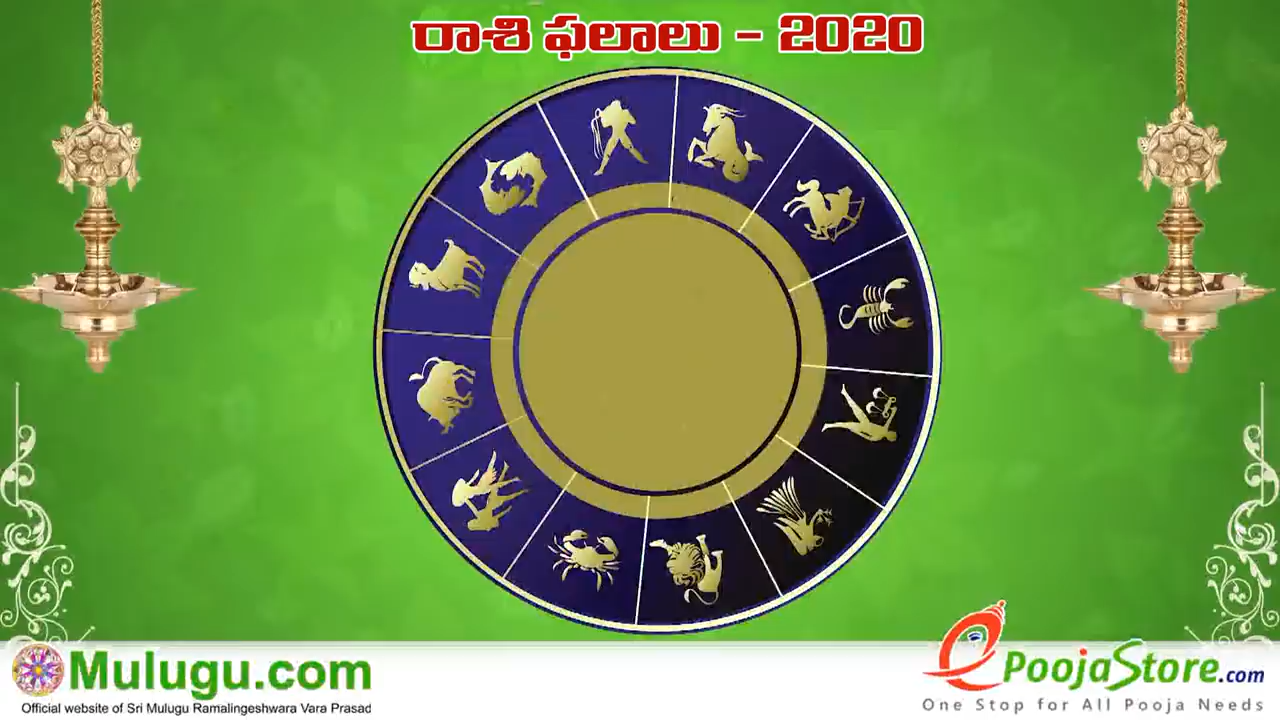 రాశి ఫలాలు - 2020
Mulugu.com
Official website of Sri Mulugu Ramalingeshwara Vara Prasad
ePoojaStore.com
One Stop for All Pooja Needs